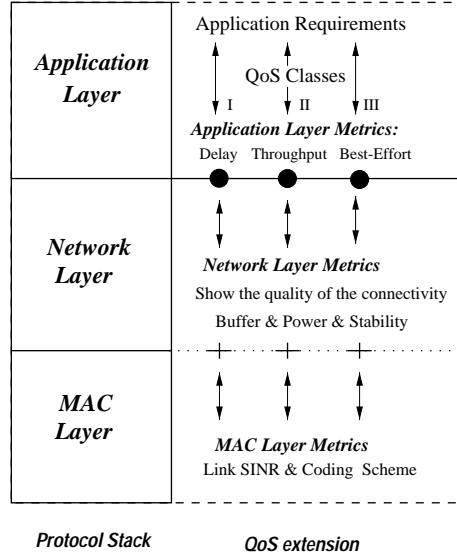 Application Layer
Application Requirements
QoS Classes
I II III
Application Layer Metrics:
Delay Throughput Best-Effort
Network Layer
Network Layer Metrics
Show the quality of the connectivity
Buffer & Power & Stability
MAC Layer
MAC Layer Metrics
Link SINR & Coding Scheme
Protocol Stack
QoS extension